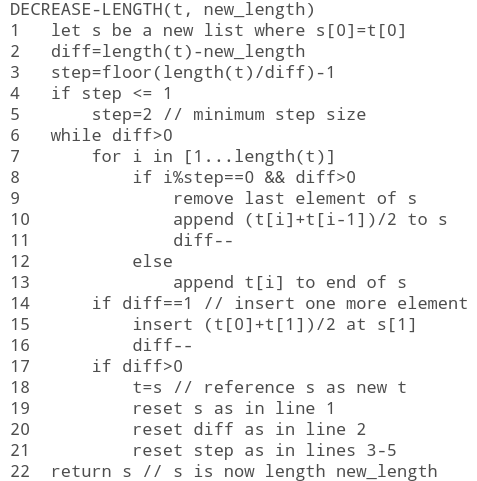 DECREASE-LENGTH(t, new_length)
1 let s be a new list where s[0]=t[0]
2 diff=length(t)-new_length
3 step=floor(length(t)/diff)-1
4 if step <= 1
5 step=2 // minimum step size
6 while diff>0
7 for i in [1...length(t)]
8 if i%step==0 && diff>0
9 remove last element of s
10 append (t[i]+t[i-1])/2 to s
11 diff--
12 else
13 append t[i] to end of s
14 if diff==1 // insert one more element
15 insert (t[0]+t[1])/2 at s[1]
16 diff--
17 if diff>0
18 t=s // reference s as new t
19 reset s as in line 1
20 reset diff as in line 2
21 reset step as in lines 3-5
22 return s // s is now length new_length